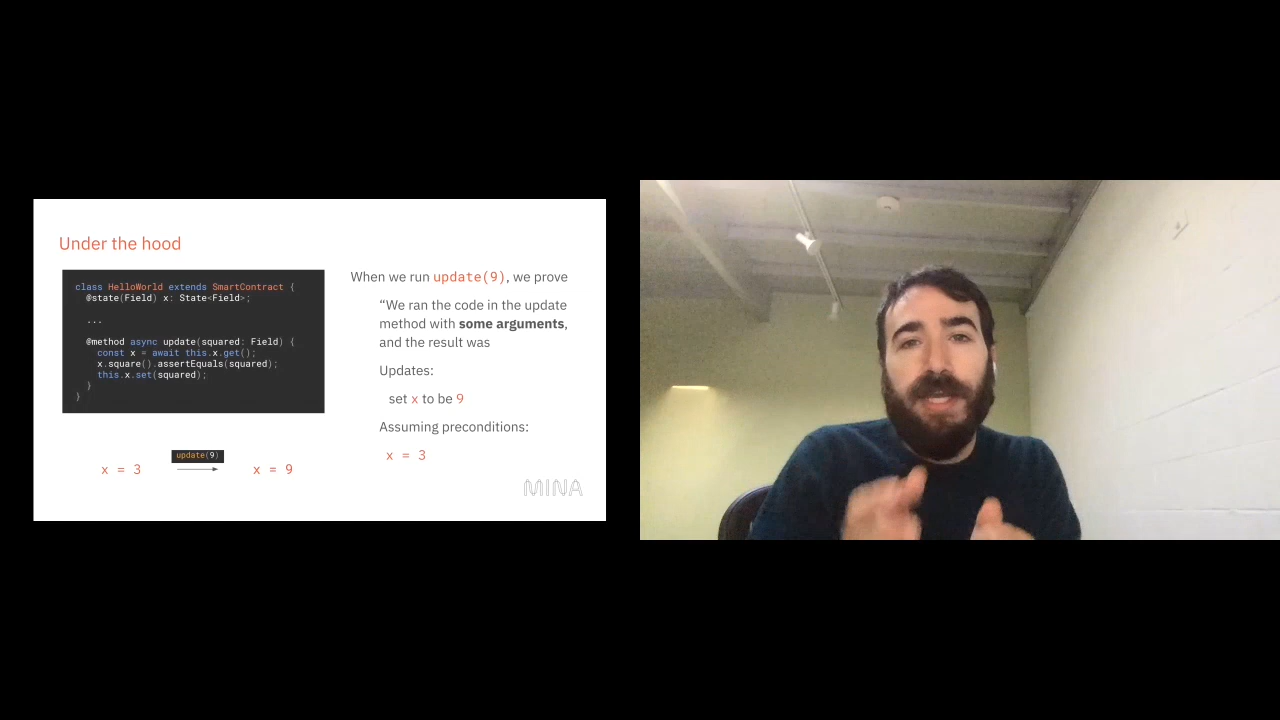 Under the hood
class HelloWorld extends SmartContract {
@state(Field) x: State<Field>;
...
@method async update(squared: Field) {
const x = await this.x.get();
x.square().assertEquals(squared);
this.x.set(squared);
}
}
update(9)
x = 3
x = 9
When we run update(9), we prove
“We ran the code in the update
method with some arguments,
and the result was
Updates:
set x to be 9
Assuming preconditions:
x = 3
MINA